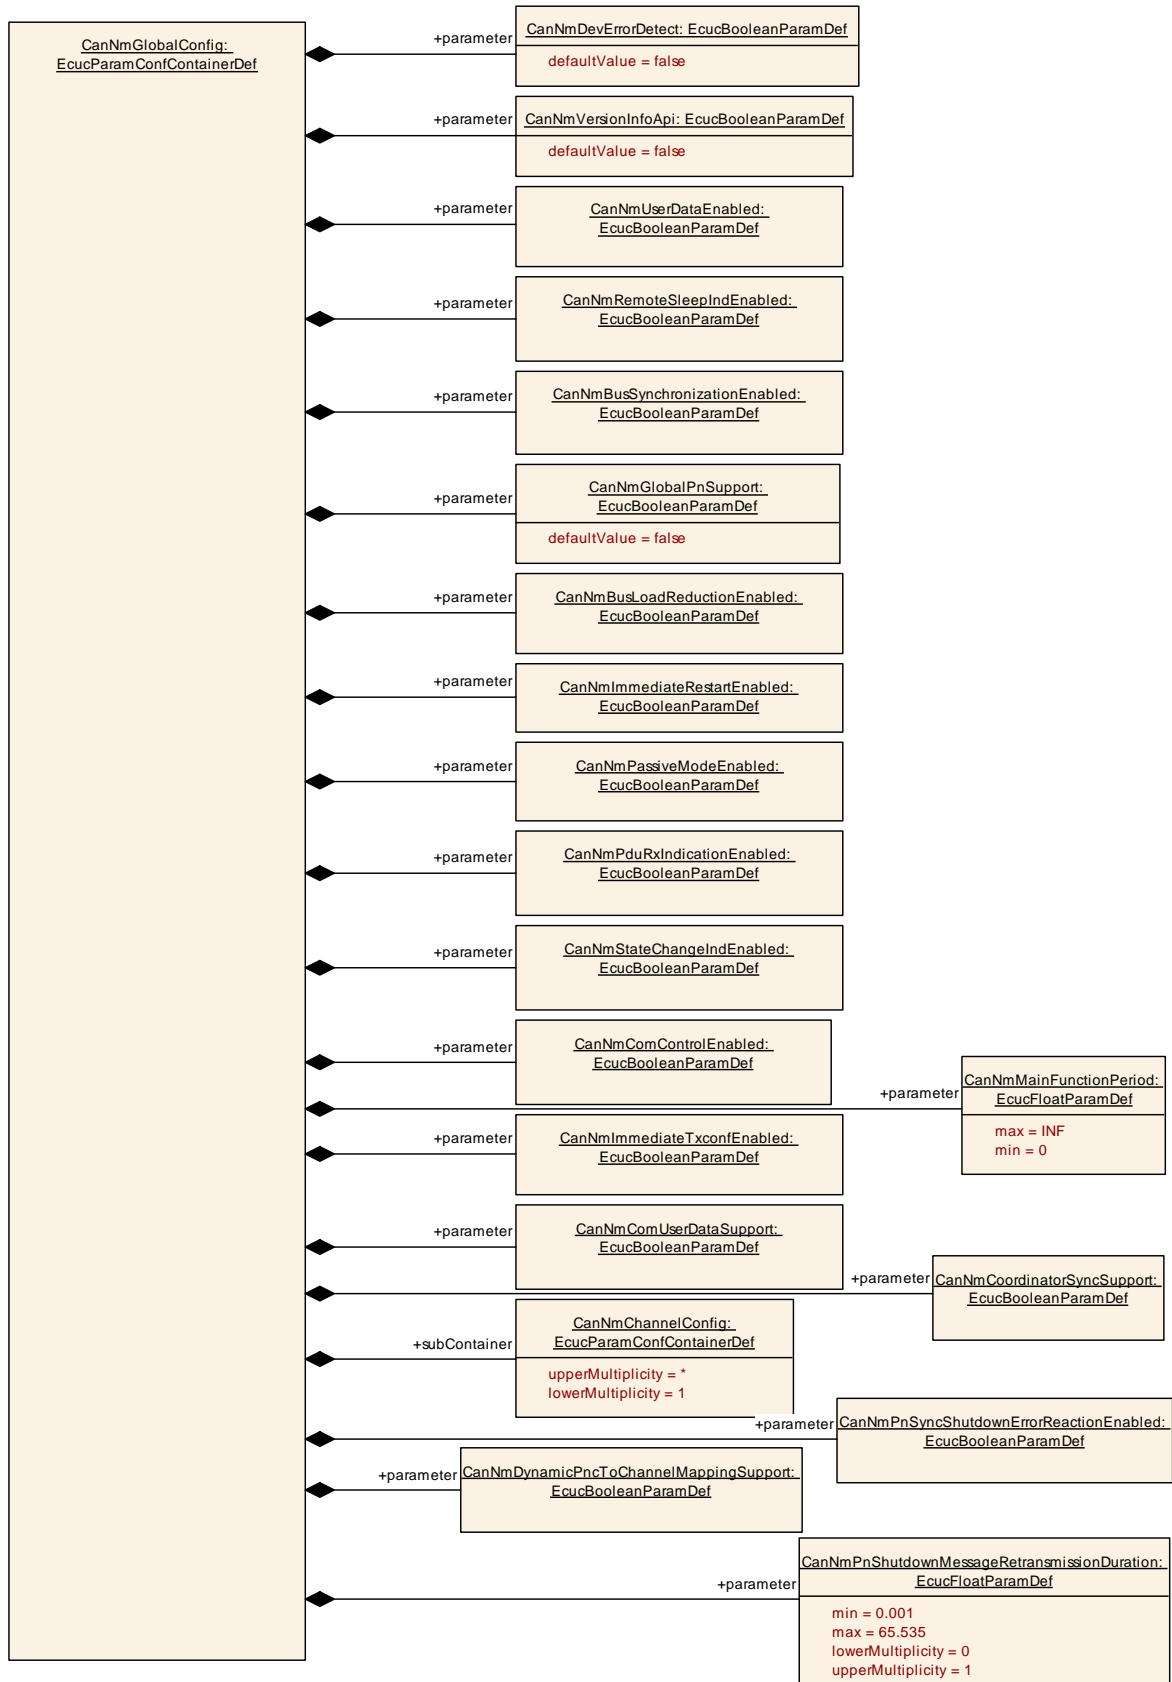 CanNmGlobalConfig:
EcucParamConfContainerDef
+parameter
CanNmDevErrorDetect: EcucBooleanParamDef
defaultValue = false
+parameter
CanNmVersionInfoApi: EcucBooleanParamDef
defaultValue = false
+parameter
CanNmUserDataEnabled:
EcucBooleanParamDef
+parameter
CanNmRemoteSleepIndEnabled:
EcucBooleanParamDef
+parameter
CanNmBusSynchronizationEnabled:
EcucBooleanParamDef
+parameter
CanNmGlobalPnSupport:
EcucBooleanParamDef
defaultValue = false
+parameter
CanNmBusLoadReductionEnabled:
EcucBooleanParamDef
+parameter
CanNmImmediateRestartEnabled:
EcucBooleanParamDef
+parameter
CanNmPassiveModeEnabled:
EcucBooleanParamDef
+parameter
CanNmPduRxIndicationEnabled:
EcucBooleanParamDef
+parameter
CanNmStateChangeIndEnabled:
EcucBooleanParamDef
+parameter
CanNmComControlEnabled:
EcucBooleanParamDef
+parameter
CanNmMainFunctionPeriod:
EcucFloatParamDef
max = INF
min = 0
+parameter
CanNmImmediateTxconfEnabled:
EcucBooleanParamDef
+parameter
CanNmComUserDataSupport:
EcucBooleanParamDef
+parameter
CanNmCoordinatorSyncSupport:
EcucBooleanParamDef
+subContainer
CanNmChannelConfig:
EcucParamConfContainerDef
upperMultiplicity = *
lowerMultiplicity = 1
+parameter
CanNmPnSyncShutdownErrorReactionEnabled:
EcucBooleanParamDef
+parameter
CanNmDynamicPncToChannelMappingSupport:
EcucBooleanParamDef
+parameter
CanNmPnShutdownMessageRetransmissionDuration:
EcucFloatParamDef
min = 0.001
max = 65.535
lowerMultiplicity = 0
upperMultiplicity = 1